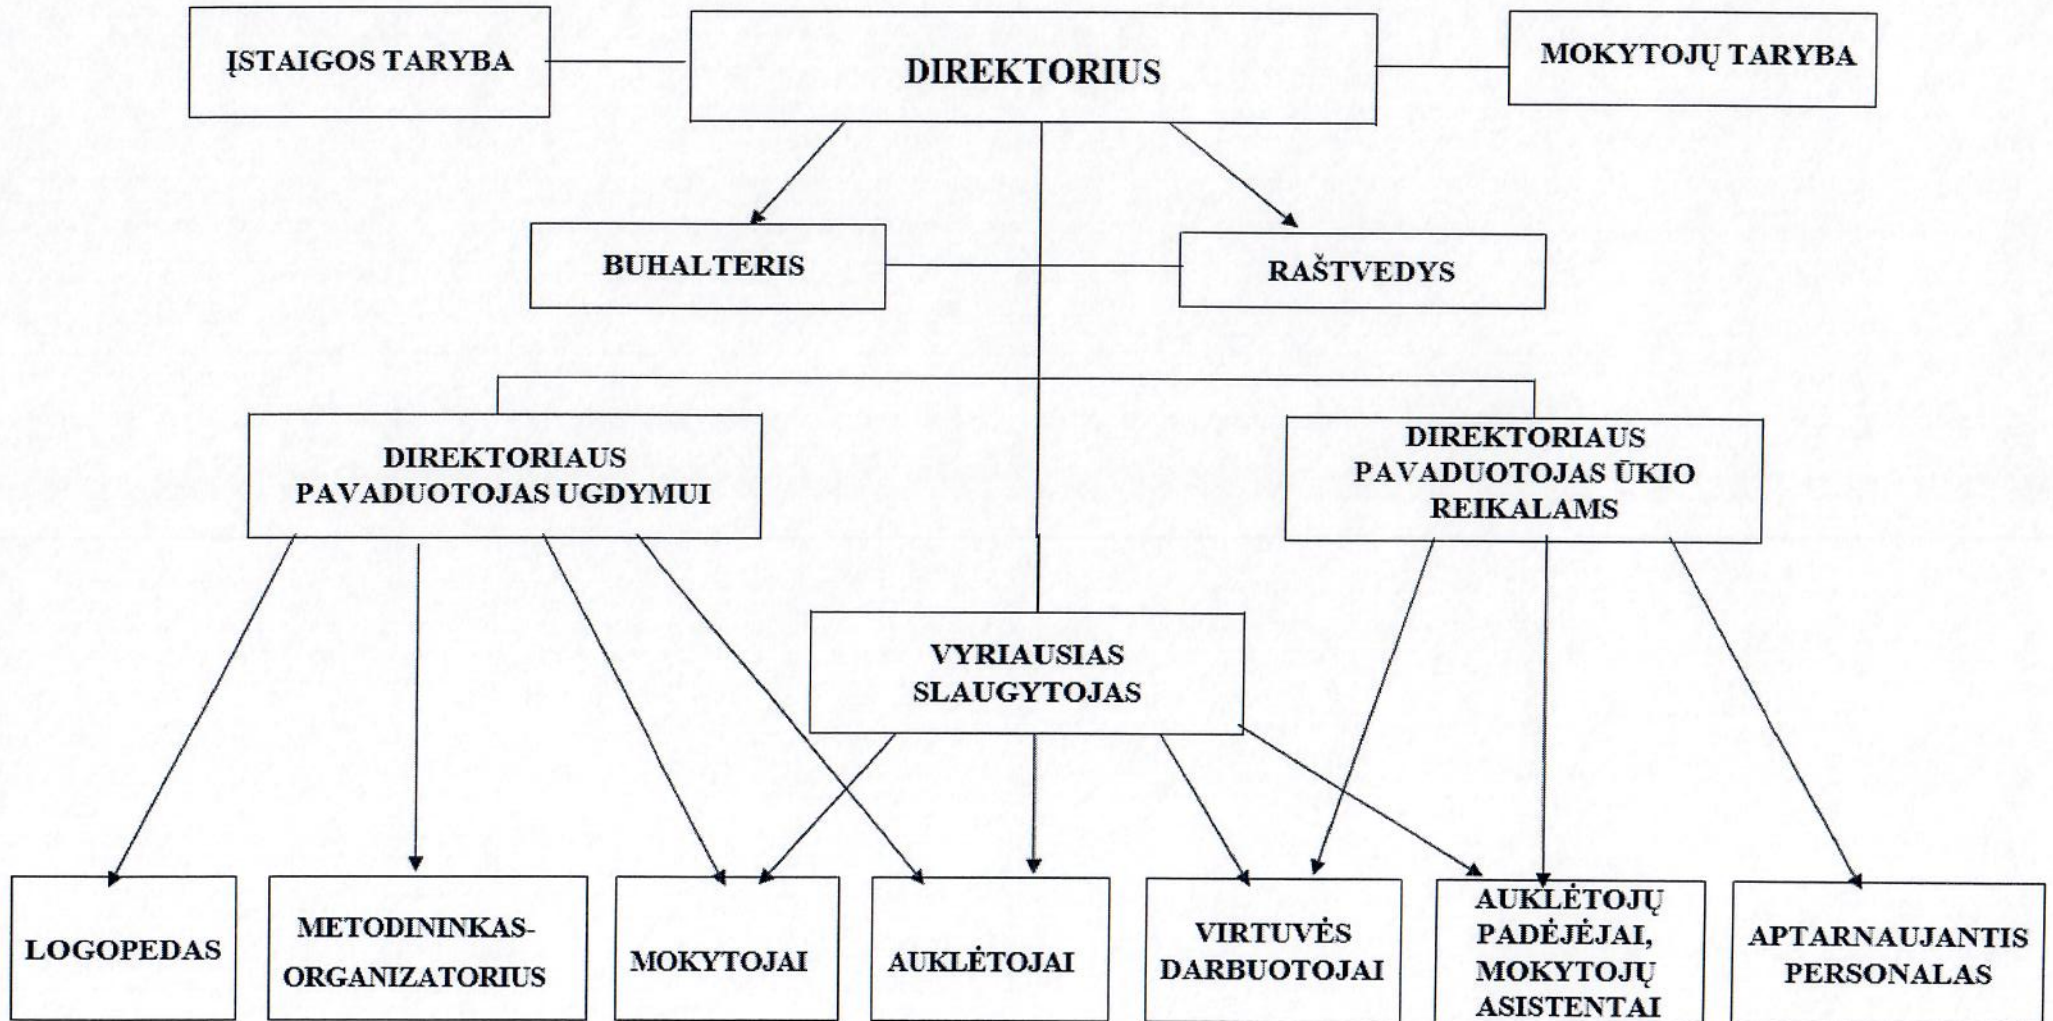 ĮSTAIGOS TARYBA
DIREKTORIUS
MOKYTOJŲ TARYBA
BUHALTERIS
RAŠTVEDYS
DIREKTORIAUS
PAVADUOTOJAS UGDYMUI
DIREKTORIAUS
PAVADUOTOJAS ŪKIO
REIKALAMS
VYRIAUSIAS
SLAUGYTOJAS
LOGOPEDAS
METODININKAS-
ORGANIZATORIUS
MOKYTOJAI
AUKLĖTOJAI
VIRTUVĖS
DARBUOTOJAI
AUKLĖTOJŲ
PADĖJĖJAI,
MOKYTOJŲ
ASISTENTAI
APTARNAUJANTIS
PERSONALAS